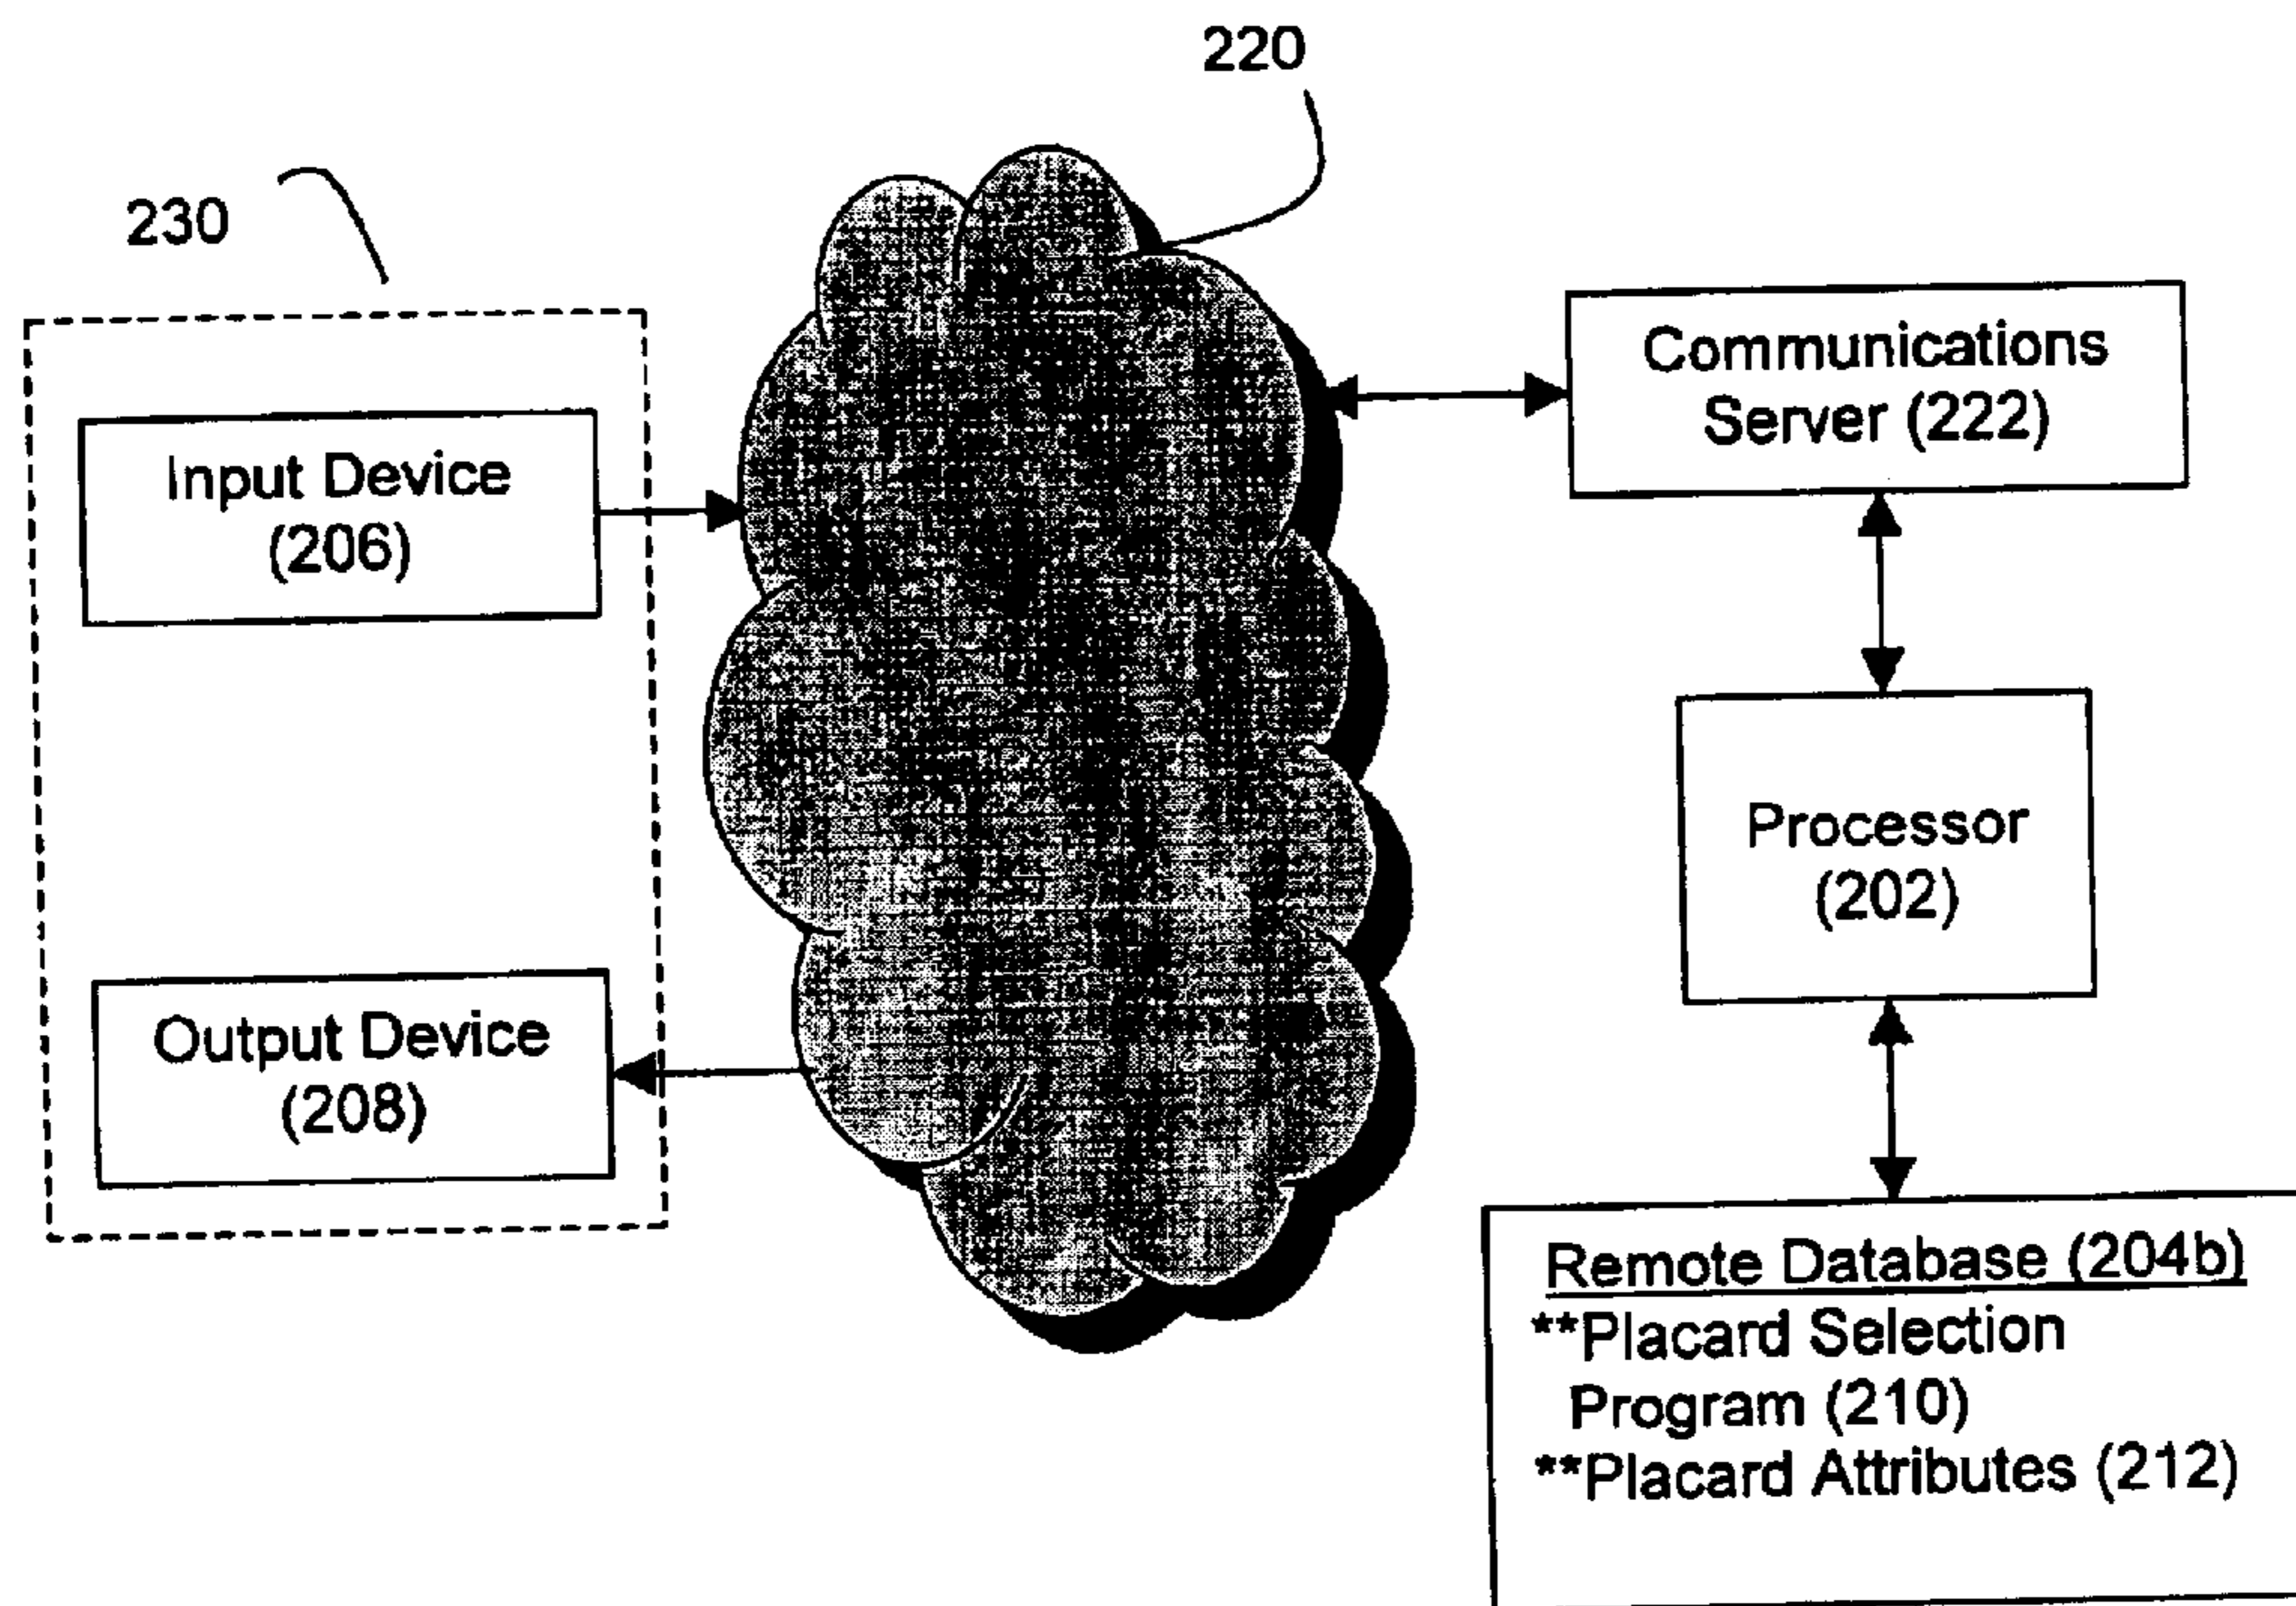 220
230
Communications
Server (222)
Input Device
(206)
Processor
(202)
Output Device
(208)
Remote Database (204b)
**Placard Selection
Program (210)
**Placard Attributes (212)